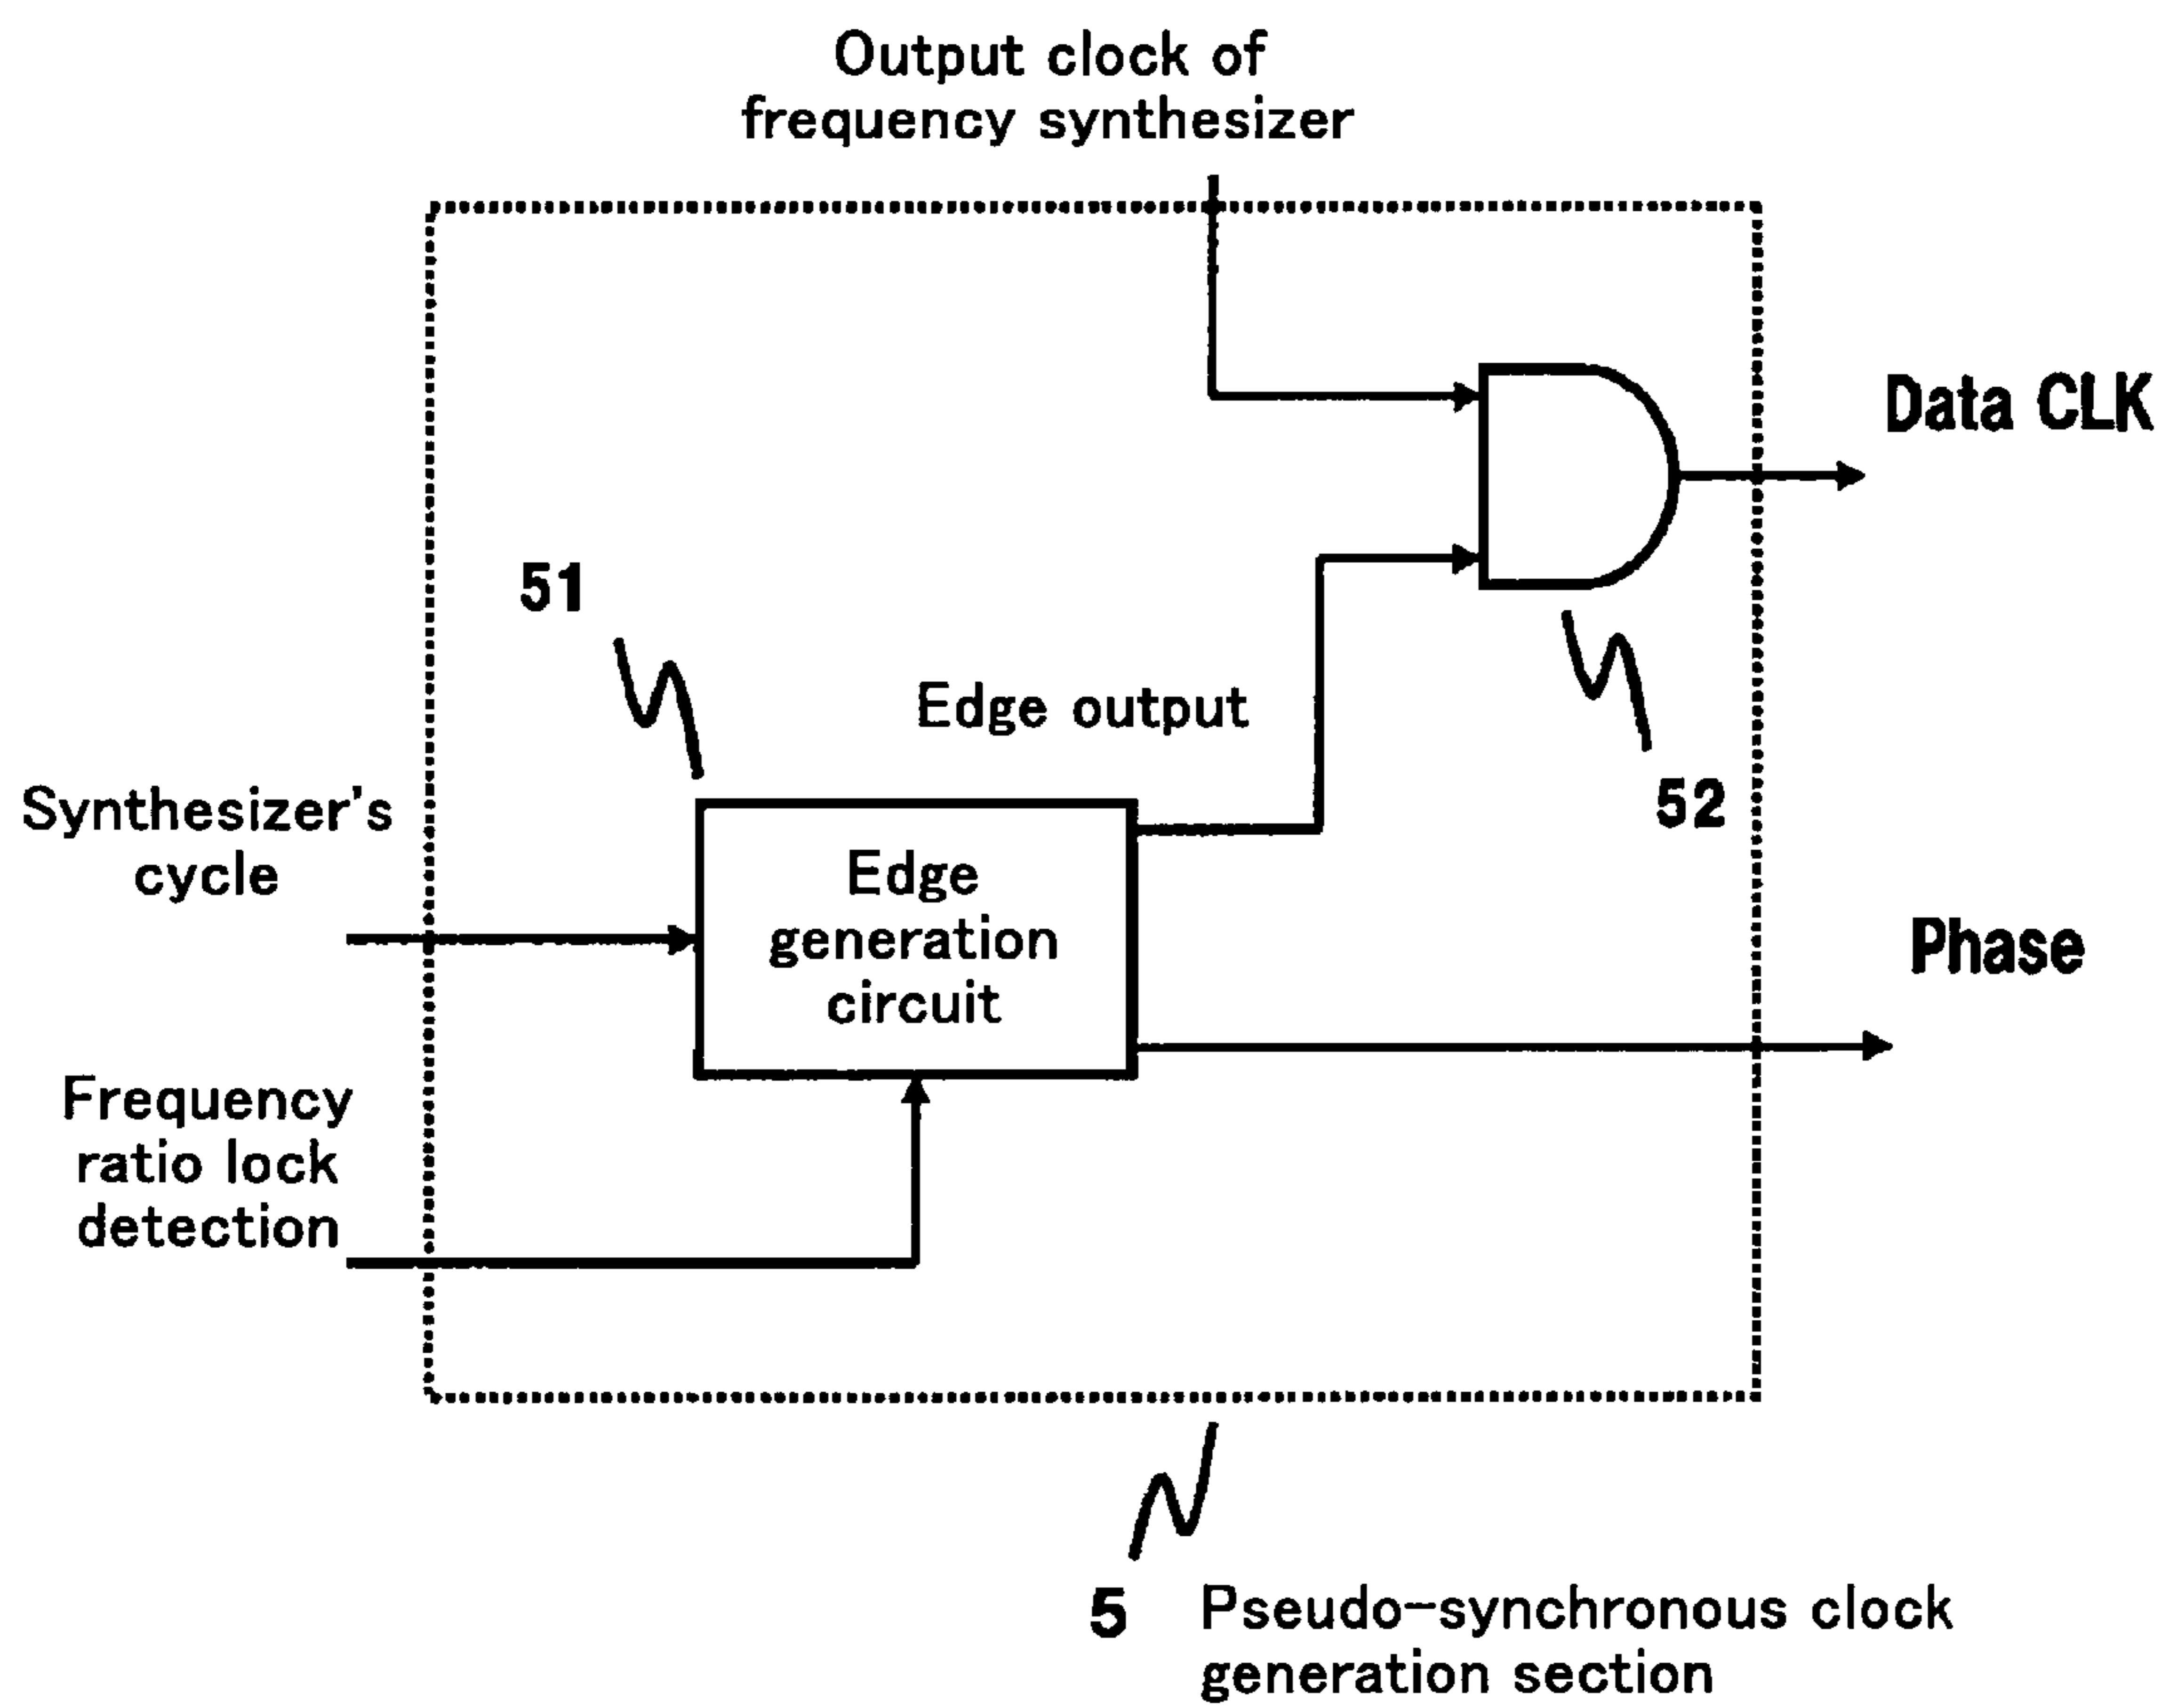 Output clock of
frequency synthesizer
Data CLK
51
Edge output
52
Synthesizer's
cycle
Edge
generation
circuit
Phase
Frequency
ratio lock
detection
5 Pseudo-synchronous clock
generation section